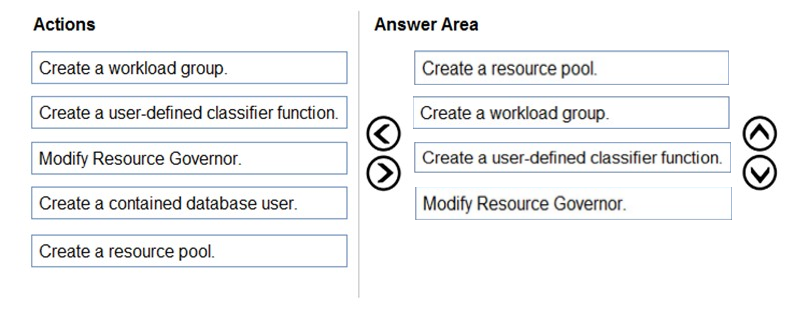 Actions
Create a workload group.
Create a user-defined classifier function.
Modify Resource Governor.
Create a contained database user.
Create a resource pool.
Answer Area
Create a resource pool.
Create a workload group.
Create a user-defined classifier function.
Modify Resource Governor.